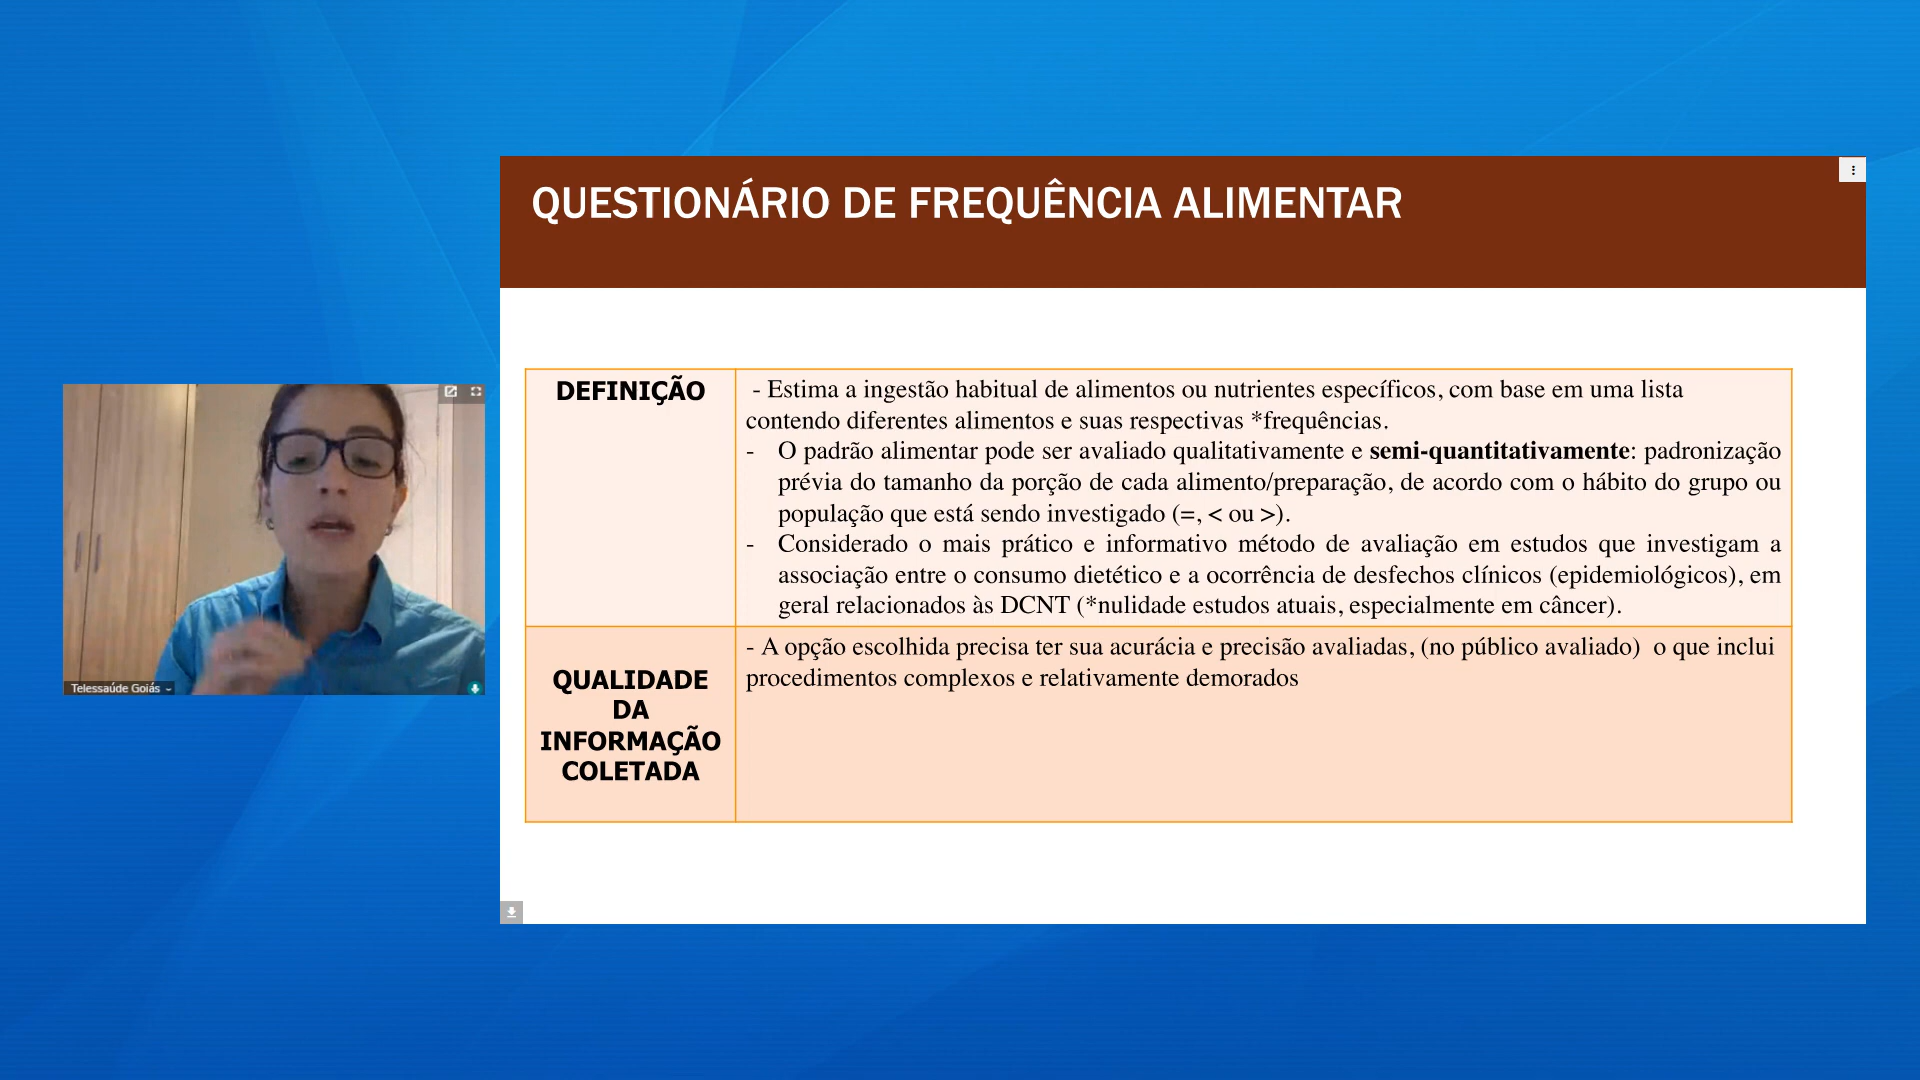 QUESTIONÁRIO DE FREQUÊNCIA ALIMENTAR
DEFINIÇÃO
- Estima a ingestão habitual de alimentos ou nutrientes específicos, com base em uma lista
contendo diferentes alimentos e suas respectivas *frequências.
- O padrão alimentar pode ser avaliado qualitativamente e semi-quantitativamente: padronização
prévia do tamanho da porção de cada alimento/preparação, de acordo com o hábito do grupo ou
população que está sendo investigado (=, < ou >).
- Considerado o mais prático e informativo método de avaliação em estudos que investigam a
associação entre o consumo dietético e a ocorrência de desfechos clínicos (epidemiológicos), em
geral relacionados às DCNT (*nulidade estudos atuais, especialmente em câncer).
QUALIDADE
DA
INFORMAÇÃO
COLETADA
- A opção escolhida precisa ter sua acurácia e precisão avaliadas, (no público avaliado) o que inclui
procedimentos complexos e relativamente demorados
Telessaúde Goiás